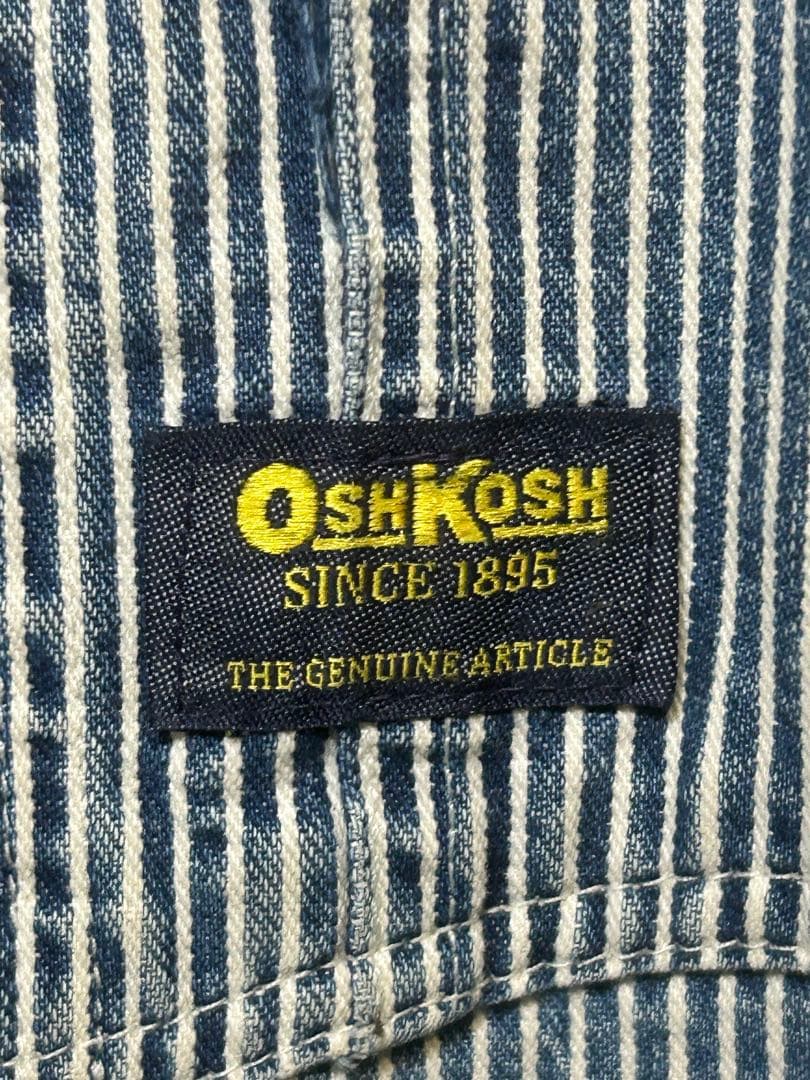 OSHKOSH
SINCE 1895
THE GENUINE ARTICLE